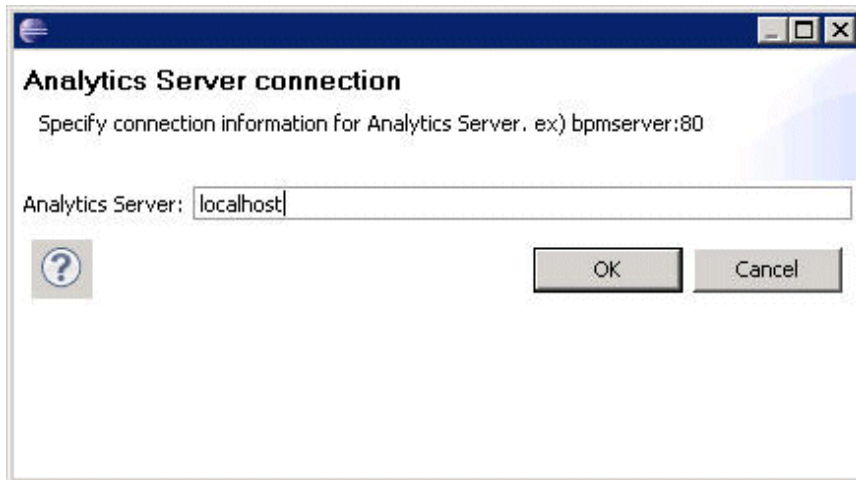 Analytics Server connection
Specify connection information for Analytics Server. ex) bpmserver:80
Analytics Server: localhost
?
OK Cancel